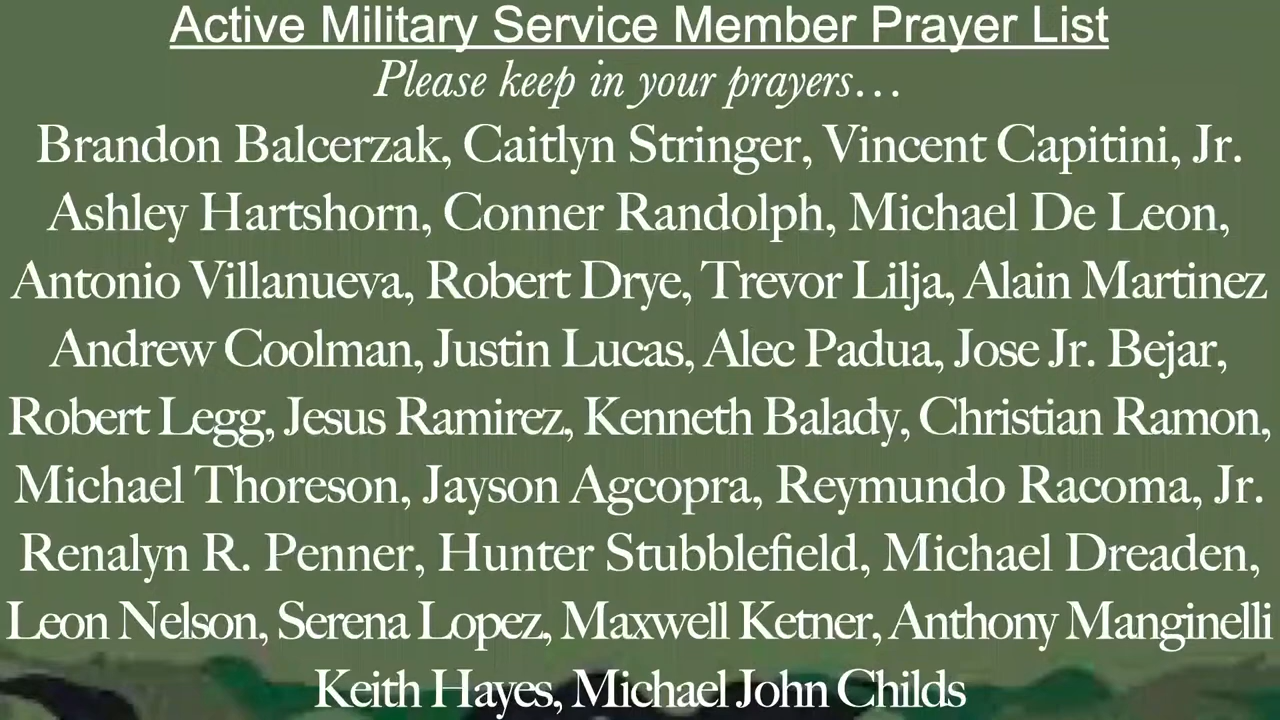 Active Military Service Member Prayer List
Please keep in your prayers…
Brandon Balcerzak, Caitlyn Stringer, Vincent Capitini, Jr.
Ashley Hartshorn, Conner Randolph, Michael De Leon,
Antonio Villanueva, Robert Drye, Trevor Lilja, Alain Martinez
Andrew Coolman, Justin Lucas, Alec Padua, Jose Jr. Bejar,
Robert Legg, Jesus Ramirez, Kenneth Balady, Christian Ramon,
Michael Thoreson, Jayson Agcopra, Reymundo Racoma, Jr.
Renalyn R. Penner, Hunter Stubblefield, Michael Dreaden,
Leon Nelson, Serena Lopez, Maxwell Ketner, Anthony Manginelli
Keith Hayes, Michael John Childs